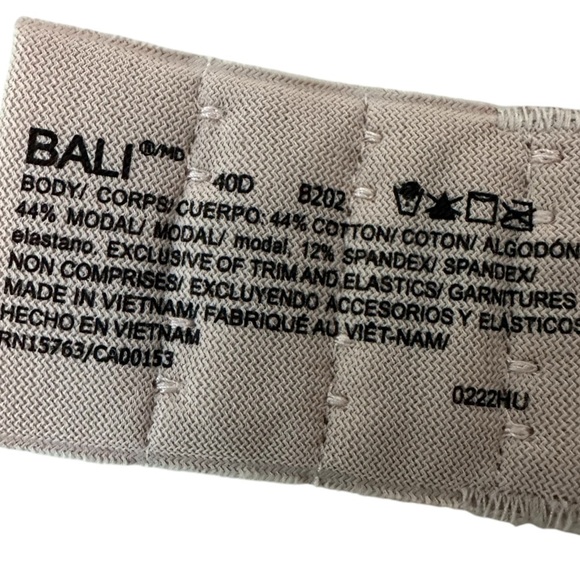 BALI ®/MD 40D B202
BODY/ CORPS/ CUERPO: 44% COTTON/ COTON/ ALGODÓN
44% MODAL/ MODAL/ modal, 12% SPANDEX/ SPANDEX/
elastano. EXCLUSIVE OF TRIM AND ELASTICS/ GARNITURES
NON COMPRISES/ EXCLUYENDO ACCESORIOS Y ELÁSTICOS
MADE IN VIETNAM/ FABRIQUÉ AU VIÊT-NAM/
HECHO EN VIETNAM
RN15763/CA00153
0222HU